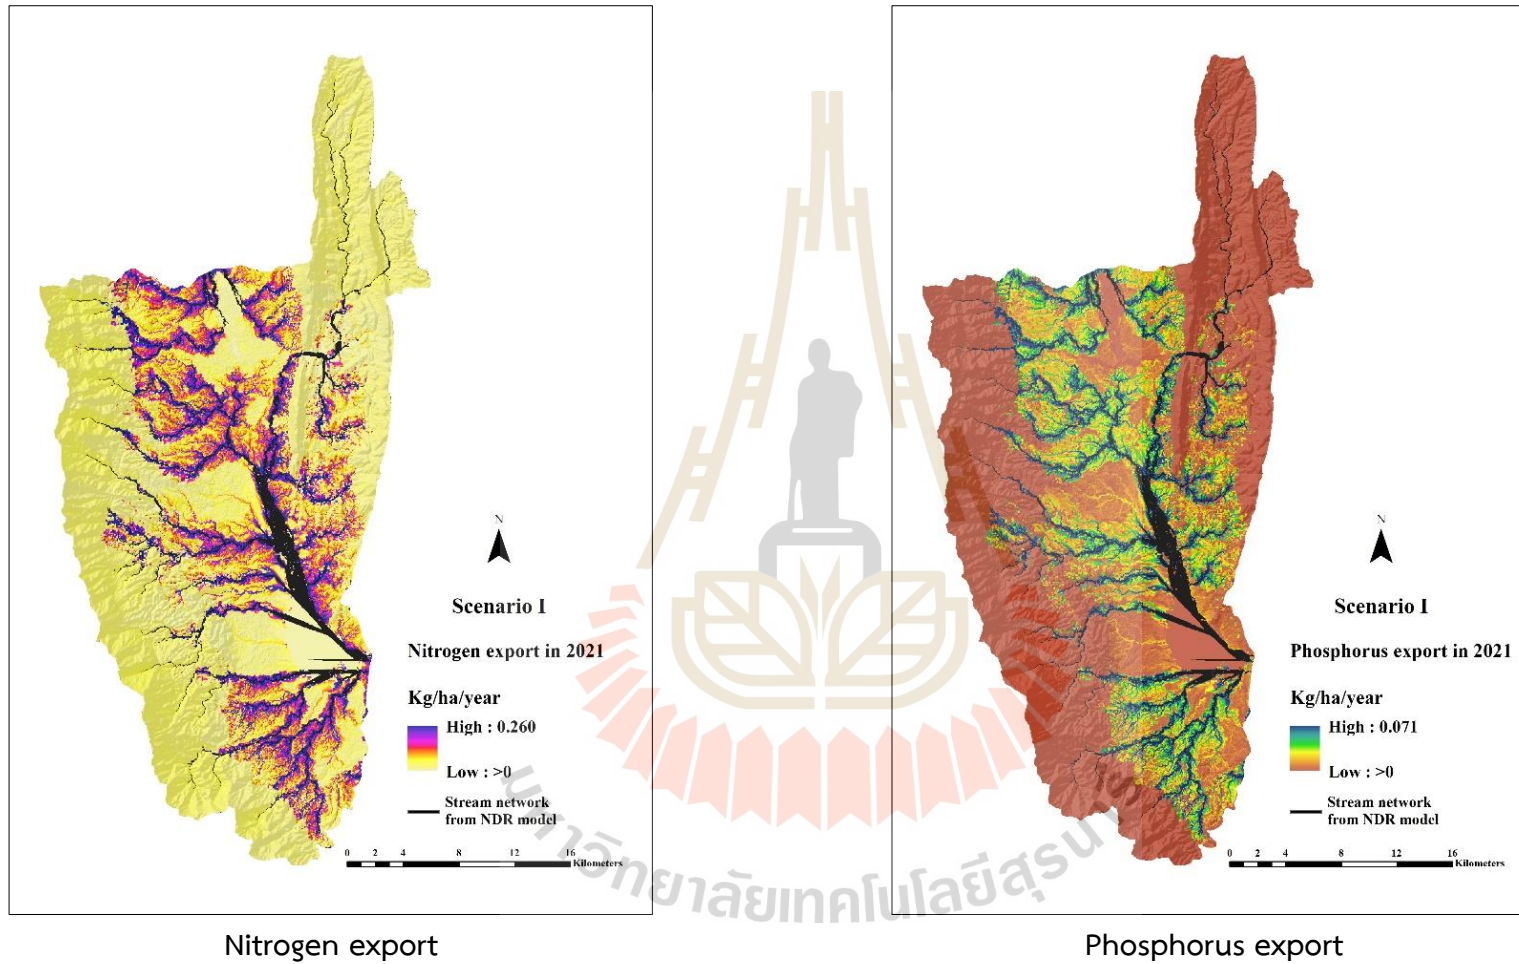 N
Scenario I
Nitrogen export in 2021
Kg/ha/year
High : 0.260
Low : >0
Stream network
from NDR model
0 2 4 8 12 16
Kilometers
Nitrogen export
N
Scenario I
Phosphorus export in 2021
Kg/ha/year
High : 0.071
Low : >0
Stream network
from NDR model
0 2 4 8 12 16
Kilometers
Phosphorus export
มหาวิทยาลัยเทคโนโลยีสุรนารี